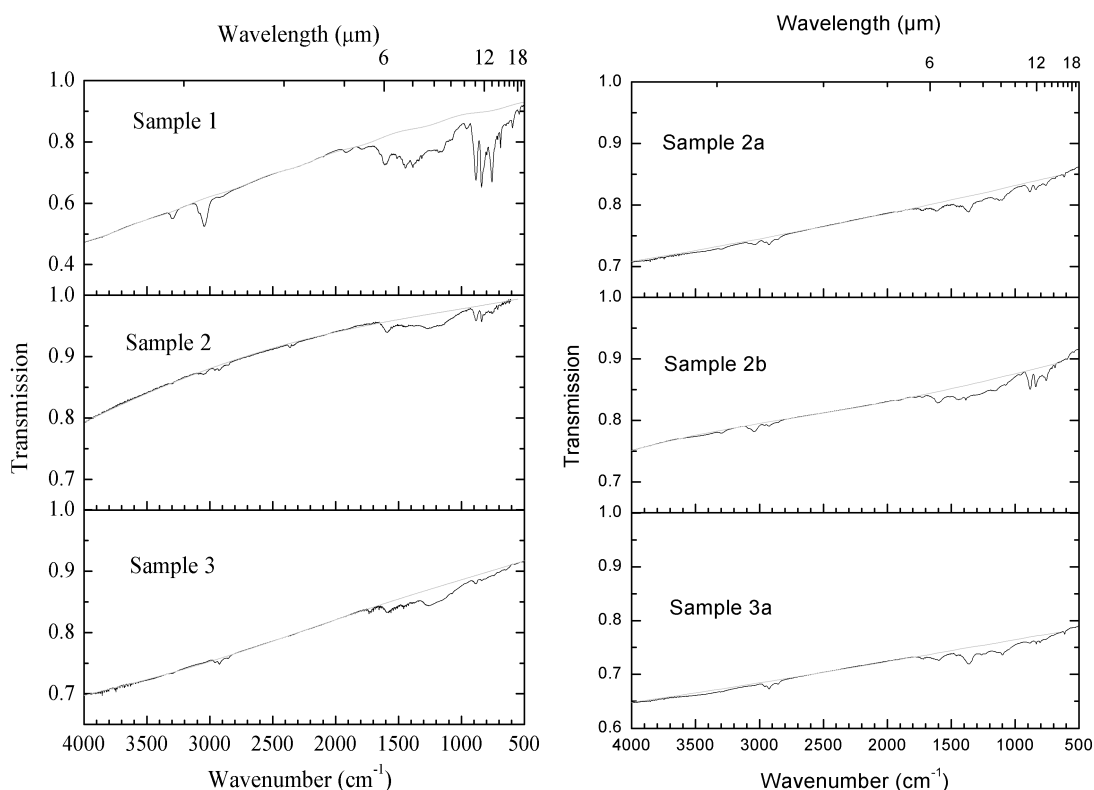 Wavelength (μm)
6 12 18
1.0
Sample 1
0.8
0.6
0.4
1.0
Sample 2
0.9
0.8
0.7
1.0
Sample 3
0.9
0.8
0.7
Transmission
4000 3500 3000 2500 2000 1500 1000 500
Wavenumber (cm⁻¹)
Wavelength (μm)
6 12 18
1.0
0.9
Sample 2a
0.8
0.7
1.0
0.9
Sample 2b
0.8
0.7
1.0
0.9
0.8
Sample 3a
0.7
0.6
Transmission
4000 3500 3000 2500 2000 1500 1000 500
Wavenumber (cm⁻¹)